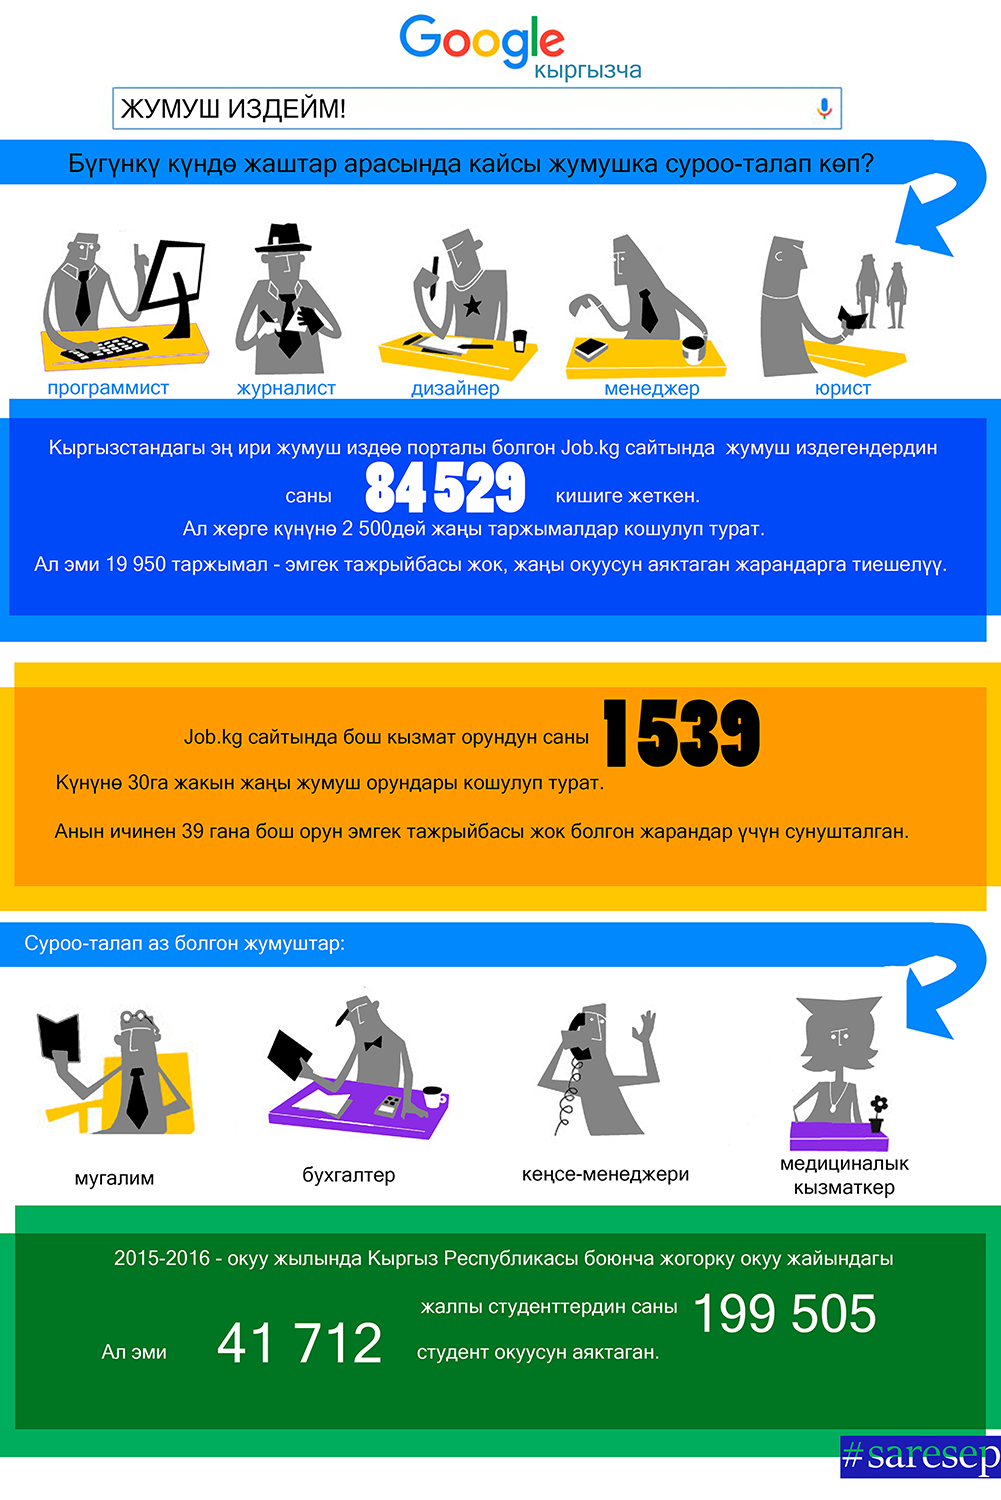 Google
кыргызча
ЖУМУШ ИЗДЕЙМ!
Бүгүнкү күндө жаштар арасында кайсы жумушка суроо-талап көп?
программист
журналист
дизайнер
менеджер
юрист
Кыргызстандагы эң ири жумуш издөө порталы болгон Job.kg сайтында жумуш издегендердин
саны 84 529 кишиге жеткен.
Ал жерге күнүнө 2 500дөй жаңы таржымалдар кошулуп турат.
Ал эми 19 950 таржымал - эмгек тажрыйбасы жок, жаңы окуусун аяктаган жарандарга тиешелүү.
Job.kg сайтында бош кызмат орундун саны 1539
Күнүнө 30га жакын жаңы жумуш орундары кошулуп турат.
Анын ичинен 39 гана бош орун эмгек тажрыйбасы жок болгон жарандар үчүн сунушталган.
Суроо-талап аз болгон жумуштар:
мугалим
бухгалтер
кеңсе-менеджери
медициналык
кызматкер
2015-2016 - окуу жылында Кыргыз Республикасы боюнча жогорку окуу жайындагы
жалпы студенттердин саны 199 505
Ал эми 41 712 студент окуусун аяктаган.
#saresep